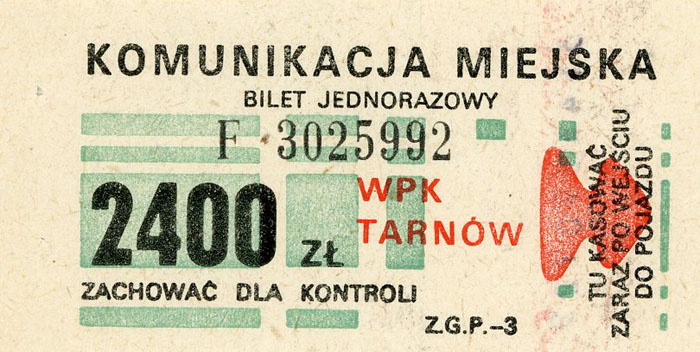 KOMUNIKACJA MIEJSKA
BILET JEDNORAZOWY
F 3025992
2400 ZŁ
WPK
TARNÓW
ZACHOWAĆ DLA KONTROLI
Z.G.P.-3
TU KASOWAĆ
ZARAZ PO WEJŚCIU
DO POJAZDU